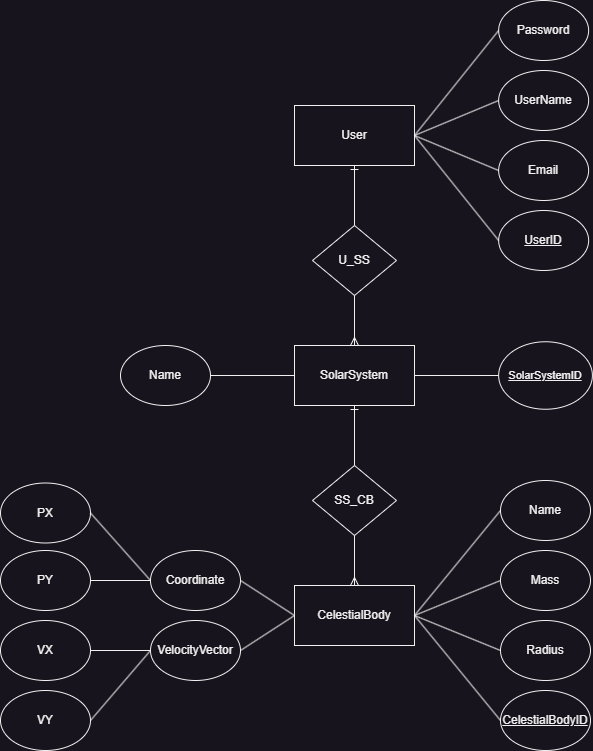 Password
UserName
User
Email
UserID
U_SS
Name
SolarSystem
SolarSystemID
SS_CB
PX
Name
PY
Coordinate
Mass
CelestialBody
VX
VelocityVector
Radius
VY
CelestialBodyID